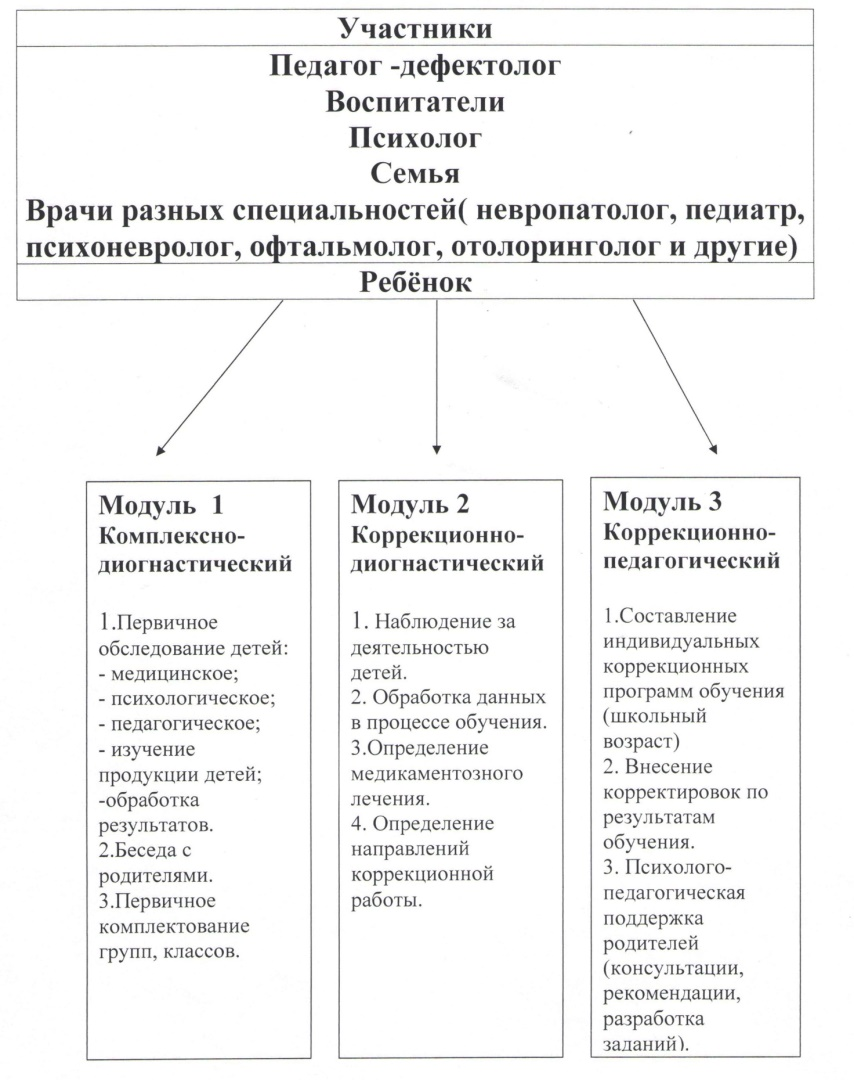 Участники
Педагог -дефектолог
Воспитатели
Психолог
Семья
Врачи разных специальностей( невропатолог, педиатр,
психоневролог, офтальмолог, отолоринголог и другие)
Ребёнок
Модуль 1
Комплексно-
диогнастический
1.Первичное
обследование детей:
- медицинское;
- психологическое;
- педагогическое;
- изучение
продукции детей;
-обработка
результатов.
2.Беседа с
родителями.
3.Первичное
комплектование
групп, классов.
Модуль 2
Коррекционно-
диогнастический
1. Наблюдение за
деятельностью
детей.
2. Обработка данных
в процессе обучения.
3.Определение
медикаментозного
лечения.
4. Определение
направлений
коррекционной
работы.
Модуль 3
Коррекционно-
педагогический
1.Составление
индивидуальных
коррекционных
программ обучения
(школьный
возраст)
2. Внесение
корректировок по
результатам
обучения.
3. Психолого-
педагогическая
поддержка
родителей
(консультации,
рекомендации,
разработка
заданий).